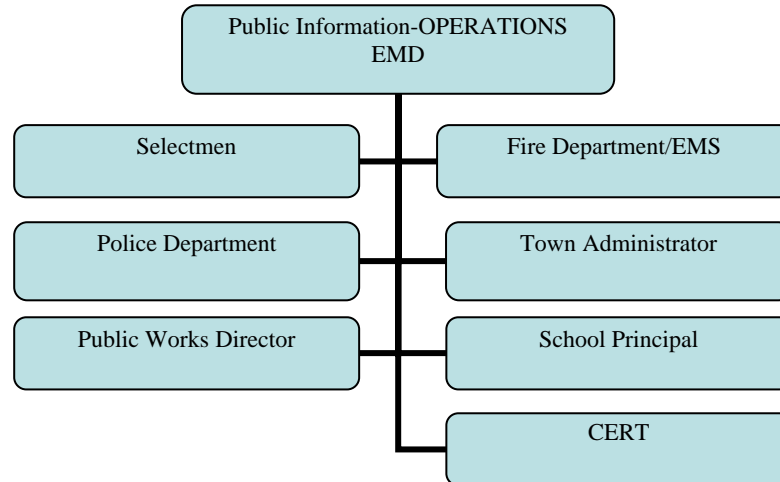 Public Information-OPERATIONS
EMD
Selectmen
Fire Department/EMS
Police Department
Town Administrator
Public Works Director
School Principal
CERT